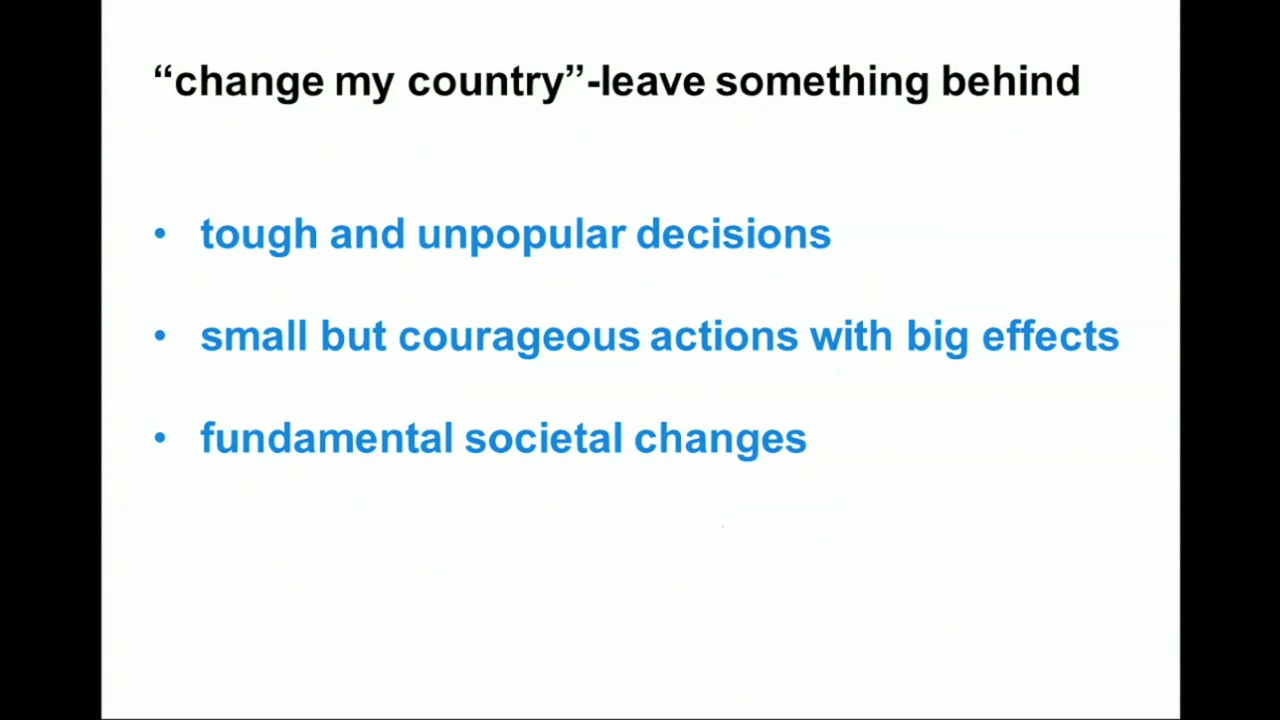 “change my country”-leave something behind
• tough and unpopular decisions
• small but courageous actions with big effects
• fundamental societal changes